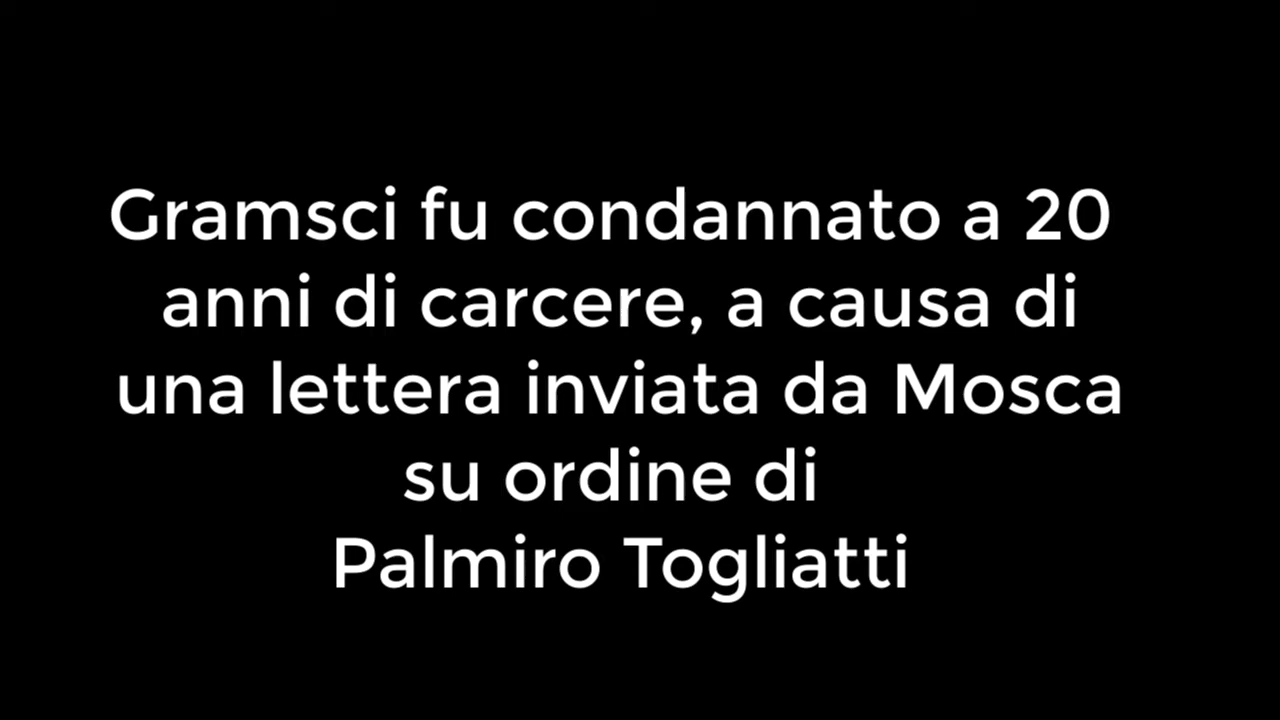 Gramsci fu condannato a 20
anni di carcere, a causa di
una lettera inviata da Mosca
su ordine di
Palmiro Togliatti